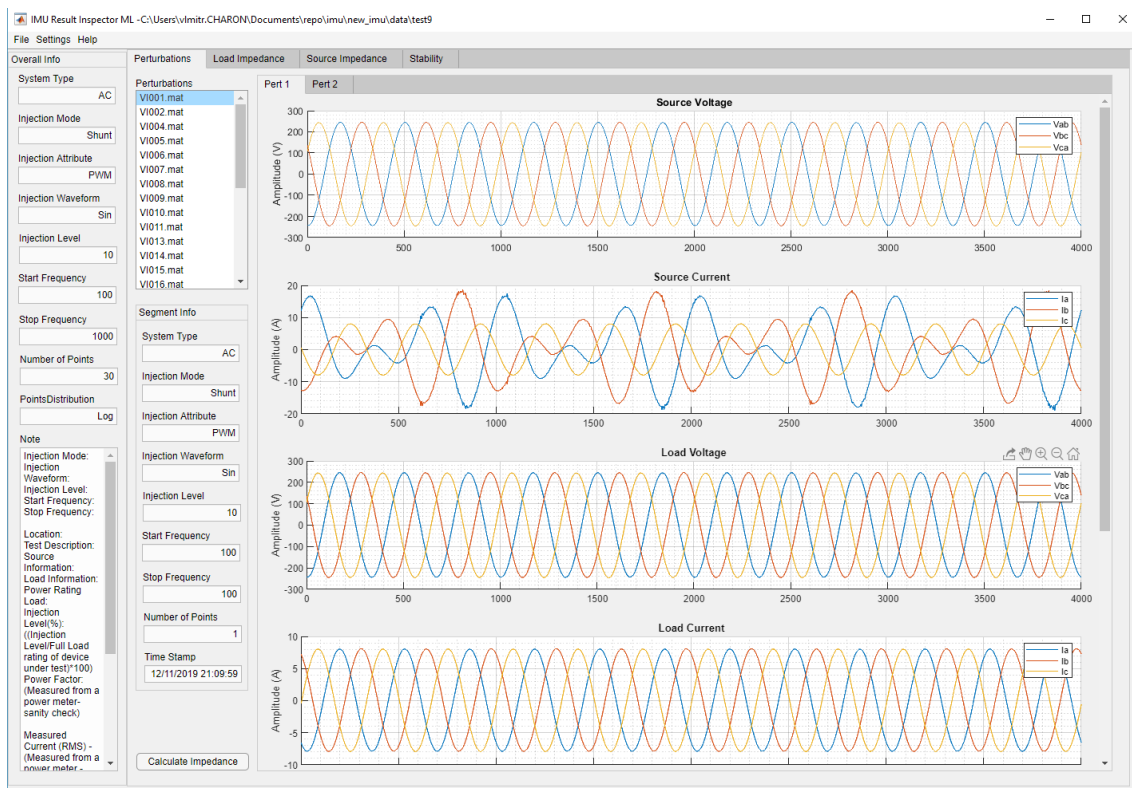 IMU Result Inspector ML -C:\Users\vlmitr.CHARON\Documents\repo\imu\new_imu\data\test9
File Settings Help
Overall Info
System Type
AC
Injection Mode
Shunt
Injection Attribute
PWM
Injection Waveform
Sin
Injection Level
10
Start Frequency
100
Stop Frequency
1000
Number of Points
30
PointsDistribution
Log
Note
Injection Mode:
Injection
Waveform:
Injection Level:
Start Frequency:
Stop Frequency:
Location:
Test Description:
Source
Information:
Load Information:
Power Rating
Load:
Injection
Level(%):
((Injection
Level/Full Load
rating of device
under test)*100)
Power Factor:
(Measured from a
power meter-
sanity check)
Measured
Current (RMS) -
(Measured from a
power meter -
Perturbations Load Impedance Source Impedance Stability
Perturbations
VI001.mat
VI002.mat
VI004.mat
VI005.mat
VI006.mat
VI007.mat
VI008.mat
VI009.mat
VI010.mat
VI011.mat
VI013.mat
VI014.mat
VI015.mat
VI016.mat
Segment Info
System Type
AC
Injection Mode
Shunt
Injection Attribute
PWM
Injection Waveform
Sin
Injection Level
10
Start Frequency
100
Stop Frequency
100
Number of Points
1
Time Stamp
12/11/2019 21:09:59
Calculate Impedance
Pert 1 Pert 2
Source Voltage
Amplitude (V)
300
200
100
0
-100
-200
-300
0 500 1000 1500 2000 2500 3000 3500 4000
Vab
Vbc
Vca
Source Current
Amplitude (A)
20
10
0
-10
-20
0 500 1000 1500 2000 2500 3000 3500 4000
Ia
Ib
Ic
Load Voltage
Amplitude (V)
300
200
100
0
-100
-200
-300
0 500 1000 1500 2000 2500 3000 3500 4000
Vab
Vbc
Vca
Load Current
Amplitude (A)
10
5
0
-5
-10
Ia
Ib
Ic